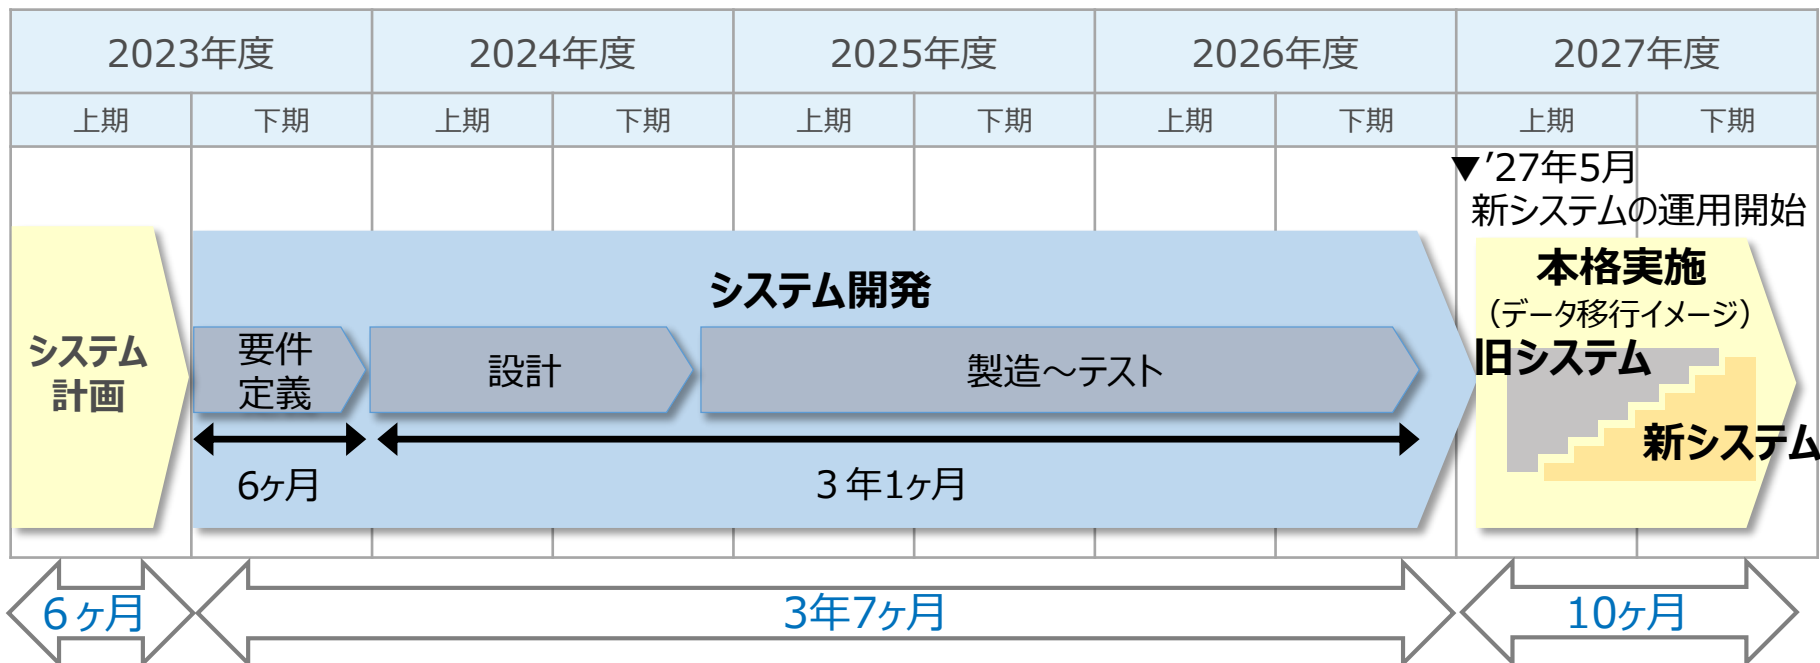 2023年度 2024年度 2025年度 2026年度 2027年度
上期 下期 上期 下期 上期 下期 上期 下期 上期 下期
▼’27年5月
新システムの運用開始
システム
計画
システム開発
要件
定義
設計
製造～テスト
6ヶ月
３年1ヶ月
本格実施
（データ移行イメージ）
旧システム
新システム
６ヶ月
3年7ヶ月
10ヶ月